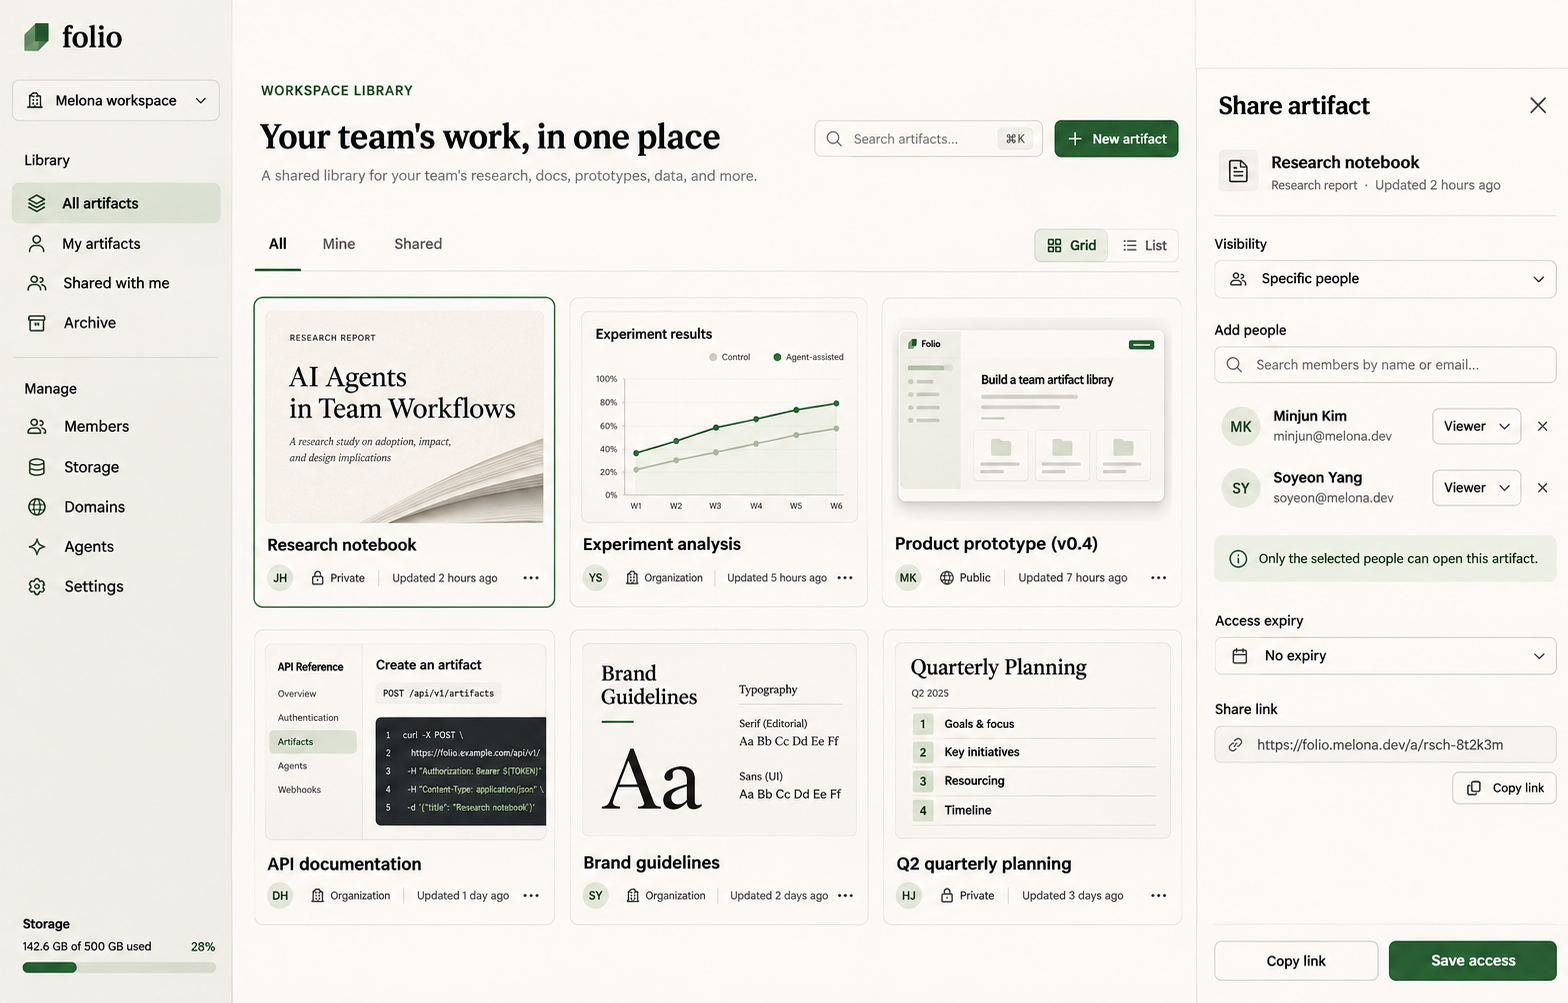 folio
Melona workspace
Library
All artifacts
My artifacts
Shared with me
Archive
Manage
Members
Storage
Domains
Agents
Settings
Storage
142.6 GB of 500 GB used 28%
WORKSPACE LIBRARY
Your team's work, in one place
A shared library for your team's research, docs, prototypes, data, and more.
Search artifacts... ⌘K
New artifact
All Mine Shared
Grid List
RESEARCH REPORT
AI Agents
in Team Workflows
A research study on adoption, impact,
and design implications
Research notebook
JH Private Updated 2 hours ago
Experiment results
Control Agent-assisted
100%
80%
60%
40%
20%
0%
W1 W2 W3 W4 W5 W6
Experiment analysis
YS Organization Updated 5 hours ago
Folio
Build a team artifact library
Product prototype (v0.4)
MK Public Updated 7 hours ago
API Reference
Overview
Authentication
Artifacts
Agents
Webhooks
Create an artifact
POST /api/v1/artifacts
1 curl -X POST \
2 https://folio.example.com/api/v1/
3 -H "Authorization: Bearer ${TOKEN}"
4 -H "Content-Type: application/json" \
5 -d '{"title": "Research notebook"}'
API documentation
DH Organization Updated 1 day ago
Brand
Guidelines
Aa
Typography
Serif (Editorial)
Aa Bb Cc Dd Ee Ff
Sans (UI)
Aa Bb Cc Dd Ee Ff
Brand guidelines
SY Organization Updated 2 days ago
Quarterly Planning
Q2 2025
1 Goals & focus
2 Key initiatives
3 Resourcing
4 Timeline
Q2 quarterly planning
HJ Private Updated 3 days ago
Share artifact
Research notebook
Research report · Updated 2 hours ago
Visibility
Specific people
Add people
Search members by name or email...
MK Minjun Kim Viewer
minjun@melona.dev
SY Soyeon Yang Viewer
soyeon@melona.dev
Only the selected people can open this artifact.
Access expiry
No expiry
Share link
https://folio.melona.dev/a/rsch-8t2k3m
Copy link
Copy link
Save access